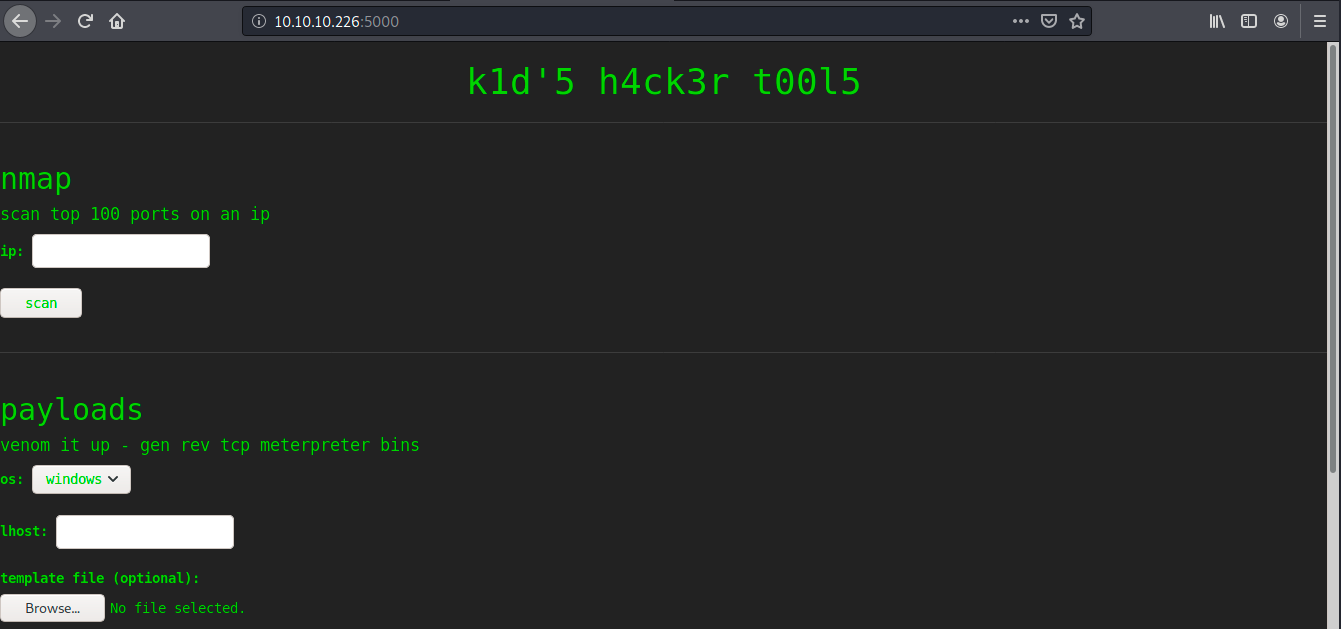 10.10.10.226:5000
k1d'5 h4ck3r t00l5
nmap
scan top 100 ports on an ip
ip:
scan
payloads
venom it up - gen rev tcp meterpreter bins
os: windows
lhost:
template file (optional):
Browse... No file selected.